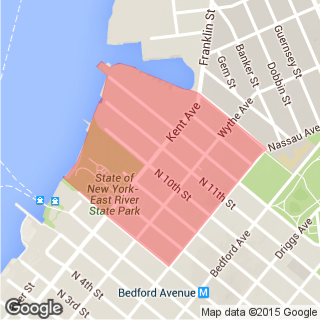 Franklin St
Gem St
Banker St
Dobbin St
Guernsey St
Kent Ave
Wythe Ave
Nassau Ave
State of
New York-
East River
State Park
N 10th St
N 11th St
Bedford Ave
Driggs Ave
N 4th St
N 3rd St
Bedford Avenue M
Google
Map data ©2015 Google